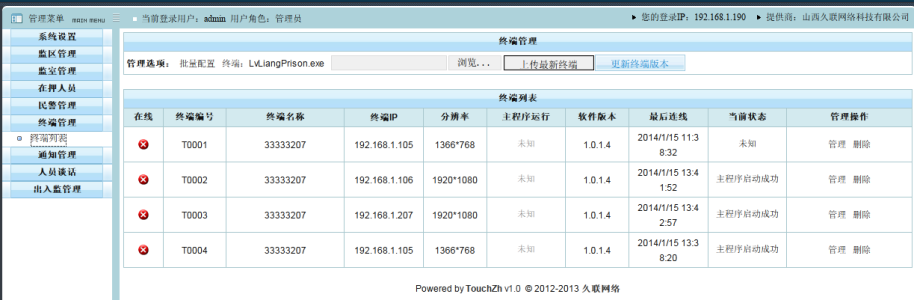 管理菜单 MAIN MENU 当前登录用户：admin 用户角色：管理员 您的登录IP：192.168.1.190 提供商：山西久联网络科技有限公司
系统设置
监区管理
监室管理
在押人员
民警管理
终端管理
终端列表
通知管理
人员谈话
出入监管理
终端管理
管理选项： 批量配置 终端：LvLiangPrison.exe 浏览... 上传最新终端 更新终端版本
终端列表
在线 终端编号 终端名称 终端IP 分辨率 主程序运行 软件版本 最后连线 当前状态 管理操作
T0001 33333207 192.168.1.105 1366*768 未知 1.0.1.4 2014/1/15 11:3 未知 管理 删除
8:32
T0002 33333207 192.168.1.106 1920*1080 未知 1.0.1.4 2014/1/15 13:4 主程序启动成功 管理 删除
1:52
T0003 33333207 192.168.1.207 1920*1080 未知 1.0.1.4 2014/1/15 13:4 主程序启动成功 管理 删除
2:57
T0004 33333207 192.168.1.105 1366*768 未知 1.0.1.4 2014/1/15 13:3 主程序启动成功 管理 删除
8:20
Powered by TouchZh v1.0 © 2012-2013 久联网络